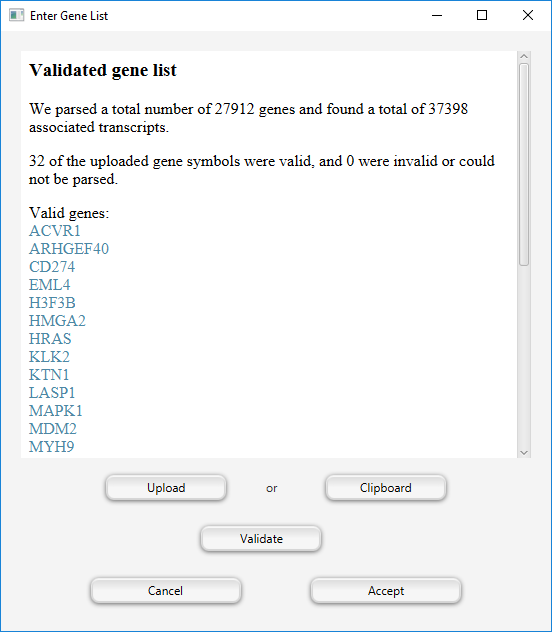 Enter Gene List
Validated gene list
We parsed a total number of 27912 genes and found a total of 37398
associated transcripts.
32 of the uploaded gene symbols were valid, and 0 were invalid or could
not be parsed.
Valid genes:
ACVR1
ARHGEF40
CD274
EML4
H3F3B
HMGA2
HRAS
KLK2
KTN1
LASP1
MAPK1
MDM2
MYH9
Upload or Clipboard
Validate
Cancel Accept